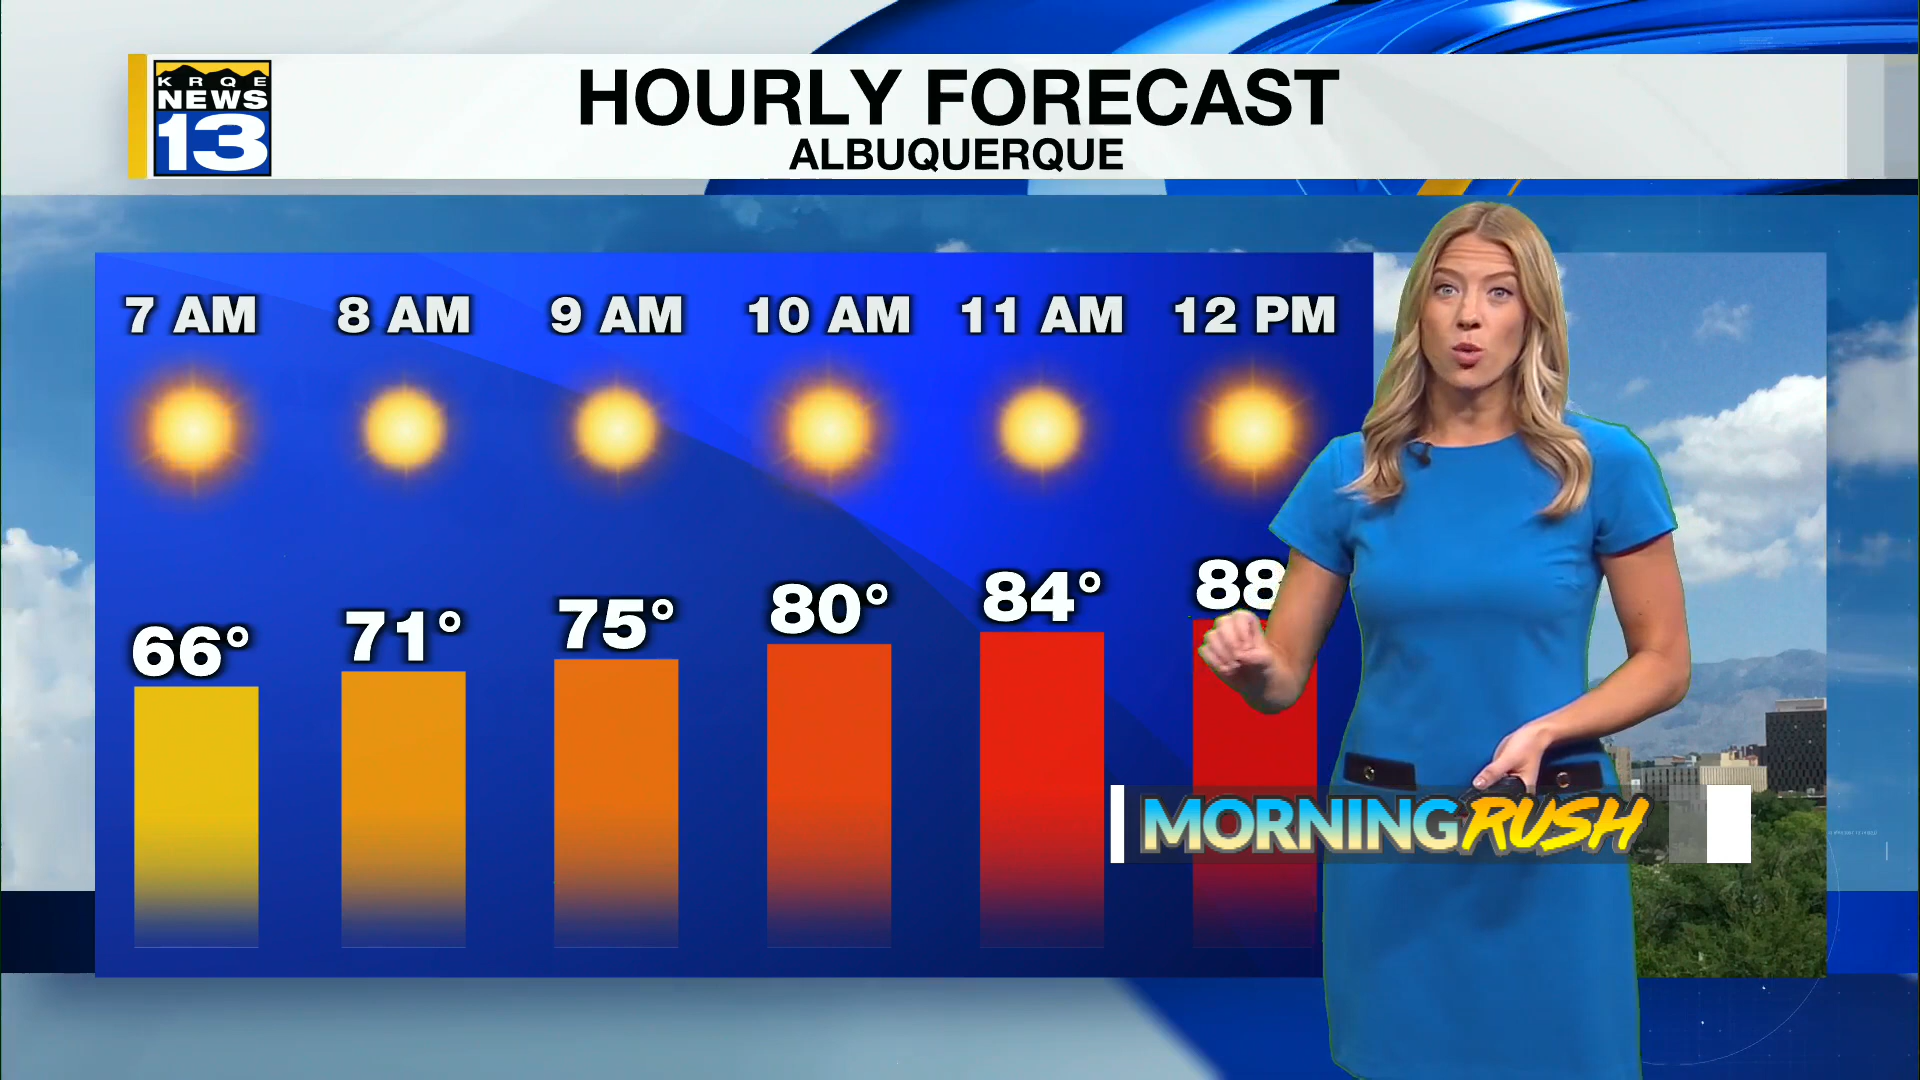 KRQE
NEWS
13
HOURLY FORECAST
ALBUQUERQUE
7 AM 8 AM 9 AM 10 AM 11 AM 12 PM
66° 71° 75° 80° 84° 88
MORNING RUSH